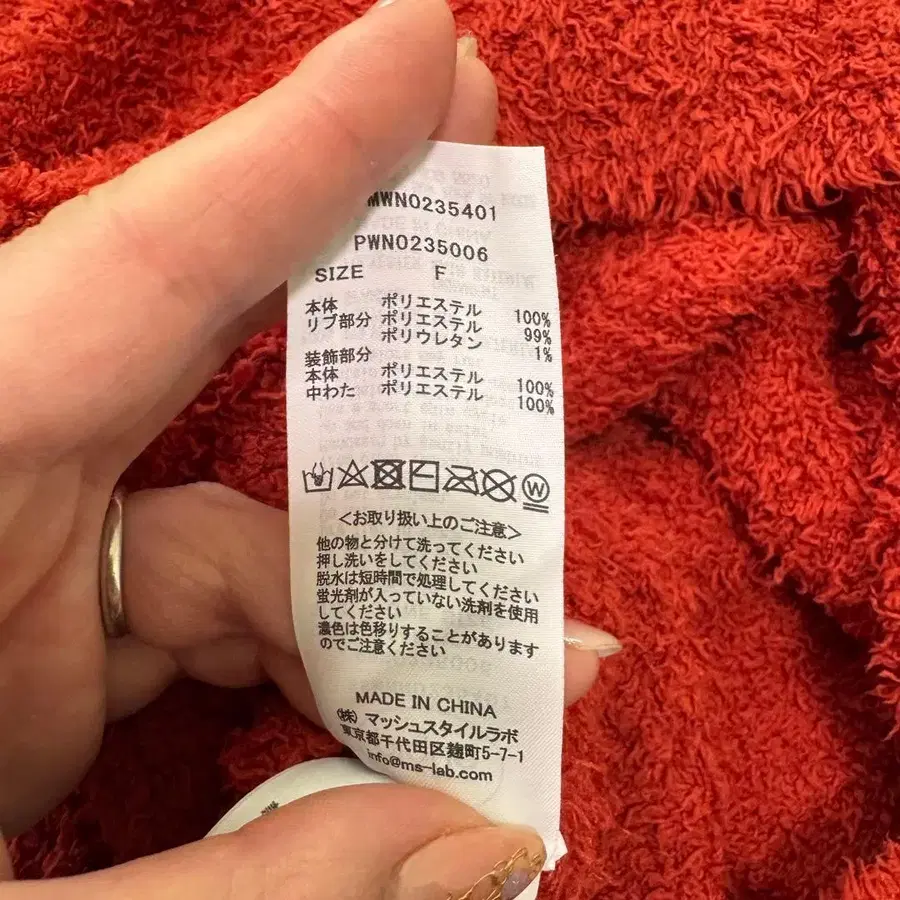 MWN0235401
PWN0235006
SIZE F
本体 ポリエステル 100%
リブ部分 ポリエステル 99%
ポリウレタン 1%
装飾部分
本体 ポリエステル 100%
中わた ポリエステル 100%
W
<お取り扱い上のご注意>
他の物と分けて洗ってください
押し洗いをしてください
脱水は短時間で処理してください
蛍光剤が入っていない洗剤を使用
してください
濃色は色移りすることがあります
のでご注意ください
MADE IN CHINA
㈱ マッシュスタイルラボ
東京都千代田区麹町5-7-1
info@ms-lab.com